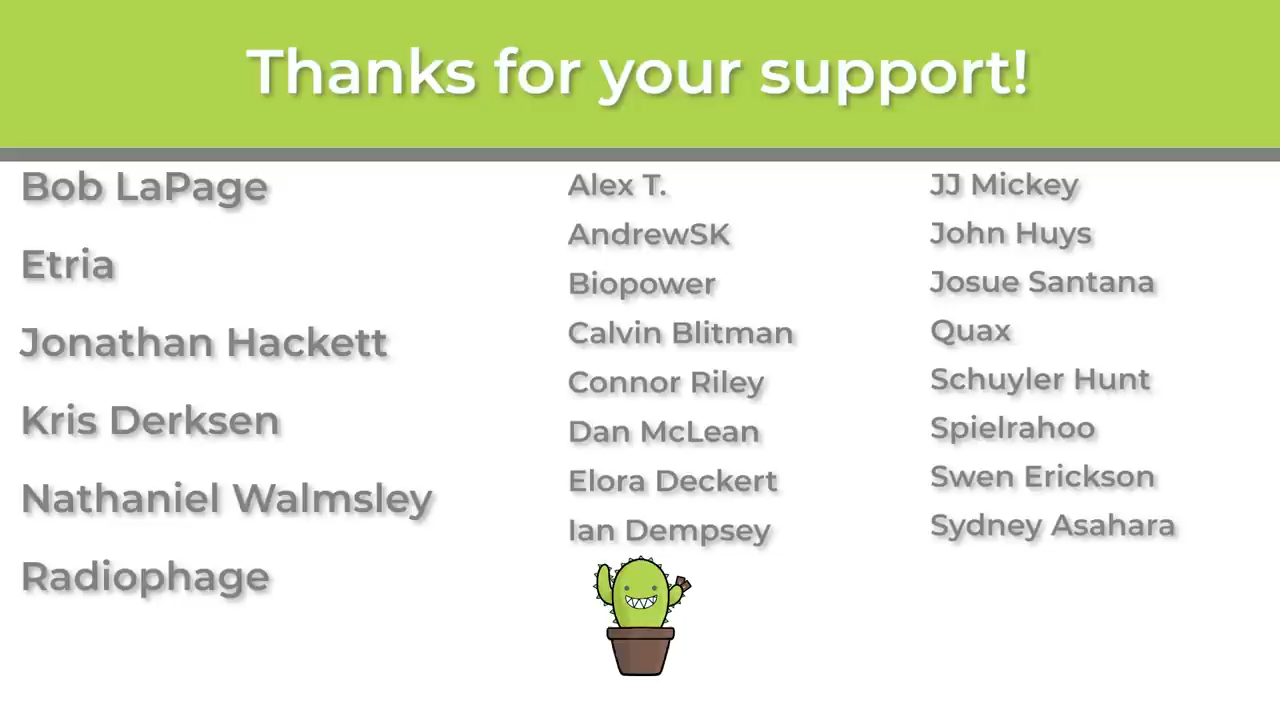 Thanks for your support!
Bob LaPage
Etria
Jonathan Hackett
Kris Derksen
Nathaniel Walmsley
Radiophage
Alex T.
AndrewSK
Biopower
Calvin Blitman
Connor Riley
Dan McLean
Elora Deckert
Ian Dempsey
JJ Mickey
John Huys
Josue Santana
Quax
Schuyler Hunt
Spielrahoo
Swen Erickson
Sydney Asahara